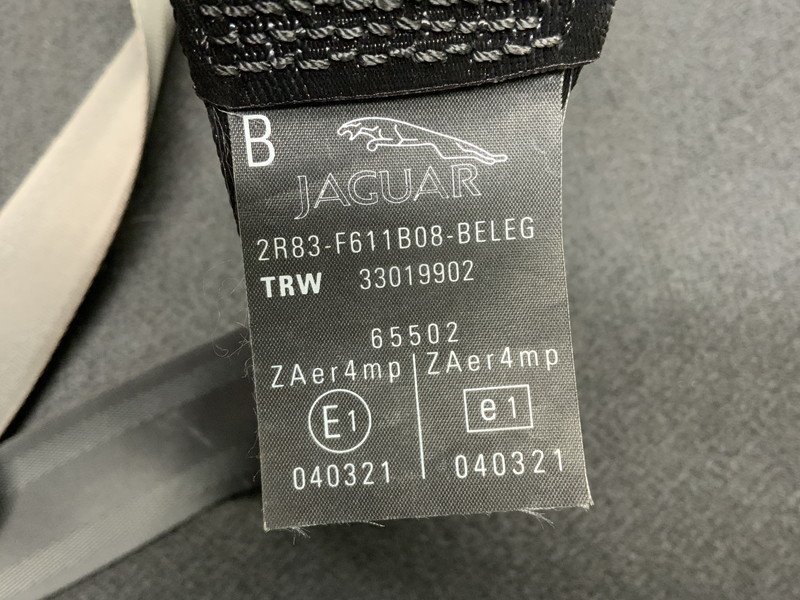 B
JAGUAR
2R83-F611B08-BELEG
TRW 33019902
65502
ZAer4mp ZAer4mp
E1 e1
040321 040321